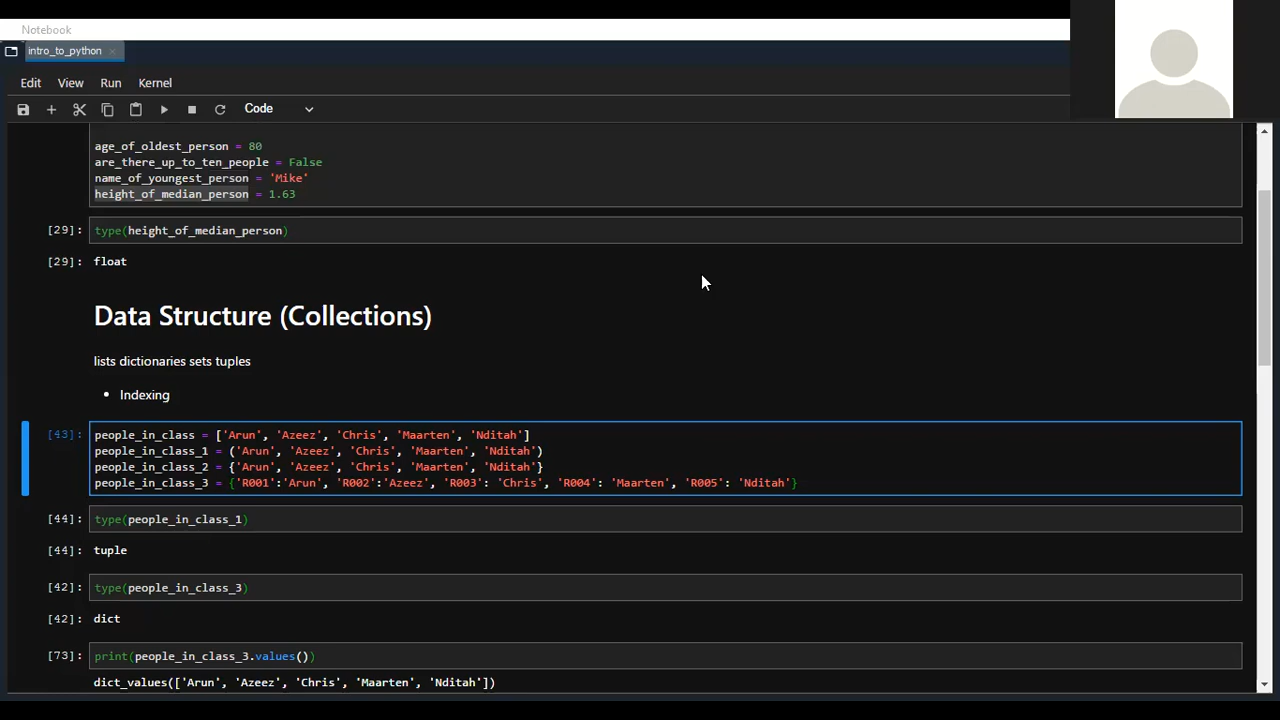 Notebook
intro_to_python ×
Edit View Run Kernel
Code
age_of_oldest_person = 80
are_there_up_to_ten_people = False
name_of_youngest_person = 'Mike'
height_of_median_person = 1.63
[29]: type(height_of_median_person)
[29]: float
Data Structure (Collections)
lists dictionaries sets tuples
• Indexing
[43]: people_in_class = ['Arun', 'Azeez', 'Chris', 'Maarten', 'Nditah']
people_in_class_1 = ('Arun', 'Azeez', 'Chris', 'Maarten', 'Nditah')
people_in_class_2 = {'Arun', 'Azeez', 'Chris', 'Maarten', 'Nditah'}
people_in_class_3 = {'R001':'Arun', 'R002':'Azeez', 'R003': 'Chris', 'R004': 'Maarten', 'R005': 'Nditah'}
[44]: type(people_in_class_1)
[44]: tuple
[42]: type(people_in_class_3)
[42]: dict
[73]: print(people_in_class_3.values())
dict_values(['Arun', 'Azeez', 'Chris', 'Maarten', 'Nditah'])